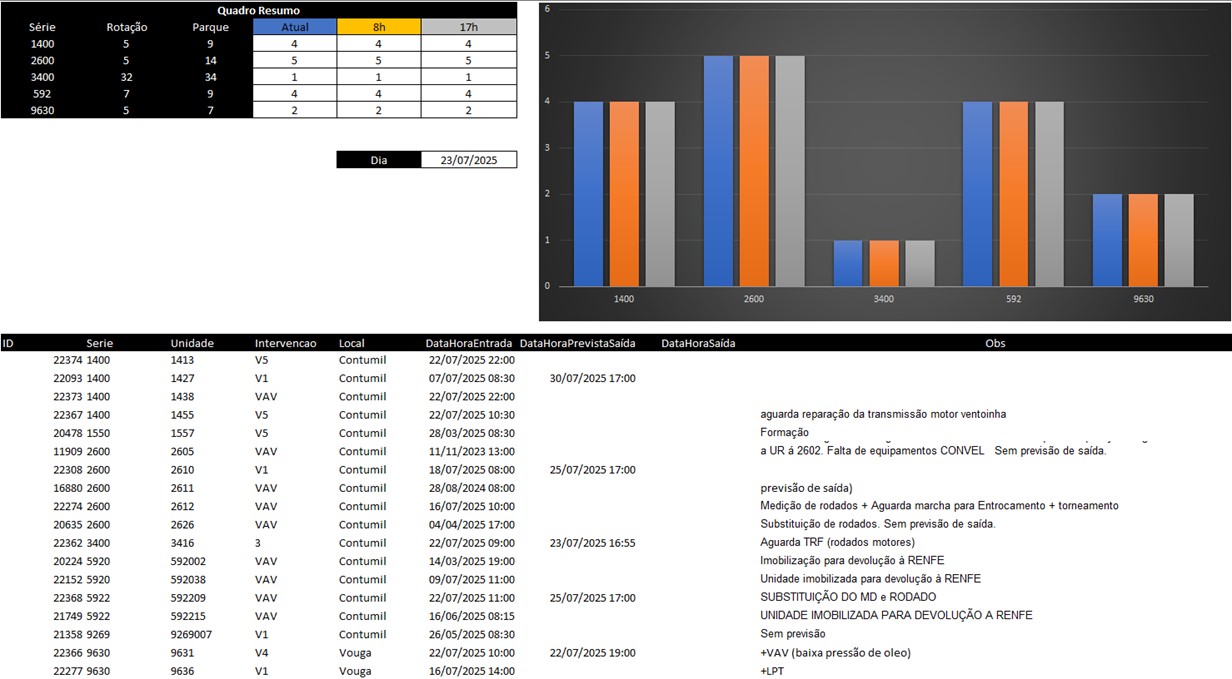 Quadro Resumo
Série Rotação Parque Atual 8h 17h
1400 5 9 4 4 4
2600 5 14 5 5 5
3400 32 34 1 1 1
592 7 9 4 4 4
9630 5 7 2 2 2
Dia 23/07/2025
6
5
4
3
2
1
0
1400 2600 3400 592 9630
ID Serie Unidade Intervencao Local DataHoraEntrada DataHoraPrevistaSaída DataHoraSaída Obs
22374 1400 1413 V5 Contumil 22/07/2025 22:00
22093 1400 1427 V1 Contumil 07/07/2025 08:30 30/07/2025 17:00
22373 1400 1438 VAV Contumil 22/07/2025 22:00
22367 1400 1455 V5 Contumil 22/07/2025 10:30 aguarda reparação da transmissão motor ventoinha
20478 1550 1557 V5 Contumil 28/03/2025 08:30 Formação
11909 2600 2605 VAV Contumil 11/11/2023 13:00 a UR á 2602. Falta de equipamentos CONVEL Sem previsão de saída.
22308 2600 2610 V1 Contumil 18/07/2025 08:00 25/07/2025 17:00
16880 2600 2611 VAV Contumil 28/08/2024 08:00 previsão de saída)
22274 2600 2612 VAV Contumil 16/07/2025 10:00 Medição de rodados + Aguarda marcha para Entrocamento + torneamento
20635 2600 2626 VAV Contumil 04/04/2025 17:00 Substituição de rodados. Sem previsão de saída.
22362 3400 3416 3 Contumil 22/07/2025 09:00 23/07/2025 16:55 Aguarda TRF (rodados motores)
20224 5920 592002 VAV Contumil 14/03/2025 19:00 Imobilização para devolução à RENFE
22152 5920 592038 VAV Contumil 09/07/2025 11:00 Unidade imobilizada para devolução à RENFE
22368 5922 592209 VAV Contumil 22/07/2025 11:00 25/07/2025 17:00 SUBSTITUIÇÃO DO MD e RODADO
21749 5922 592215 VAV Contumil 16/06/2025 08:15 UNIDADE IMOBILIZADA PARA DEVOLUÇÃO A RENFE
21358 9269 9269007 V1 Contumil 26/05/2025 08:30 Sem previsão
22366 9630 9631 V4 Vouga 22/07/2025 10:00 22/07/2025 19:00 +VAV (baixa pressão de oleo)
22277 9630 9636 V1 Vouga 16/07/2025 14:00 +LPT